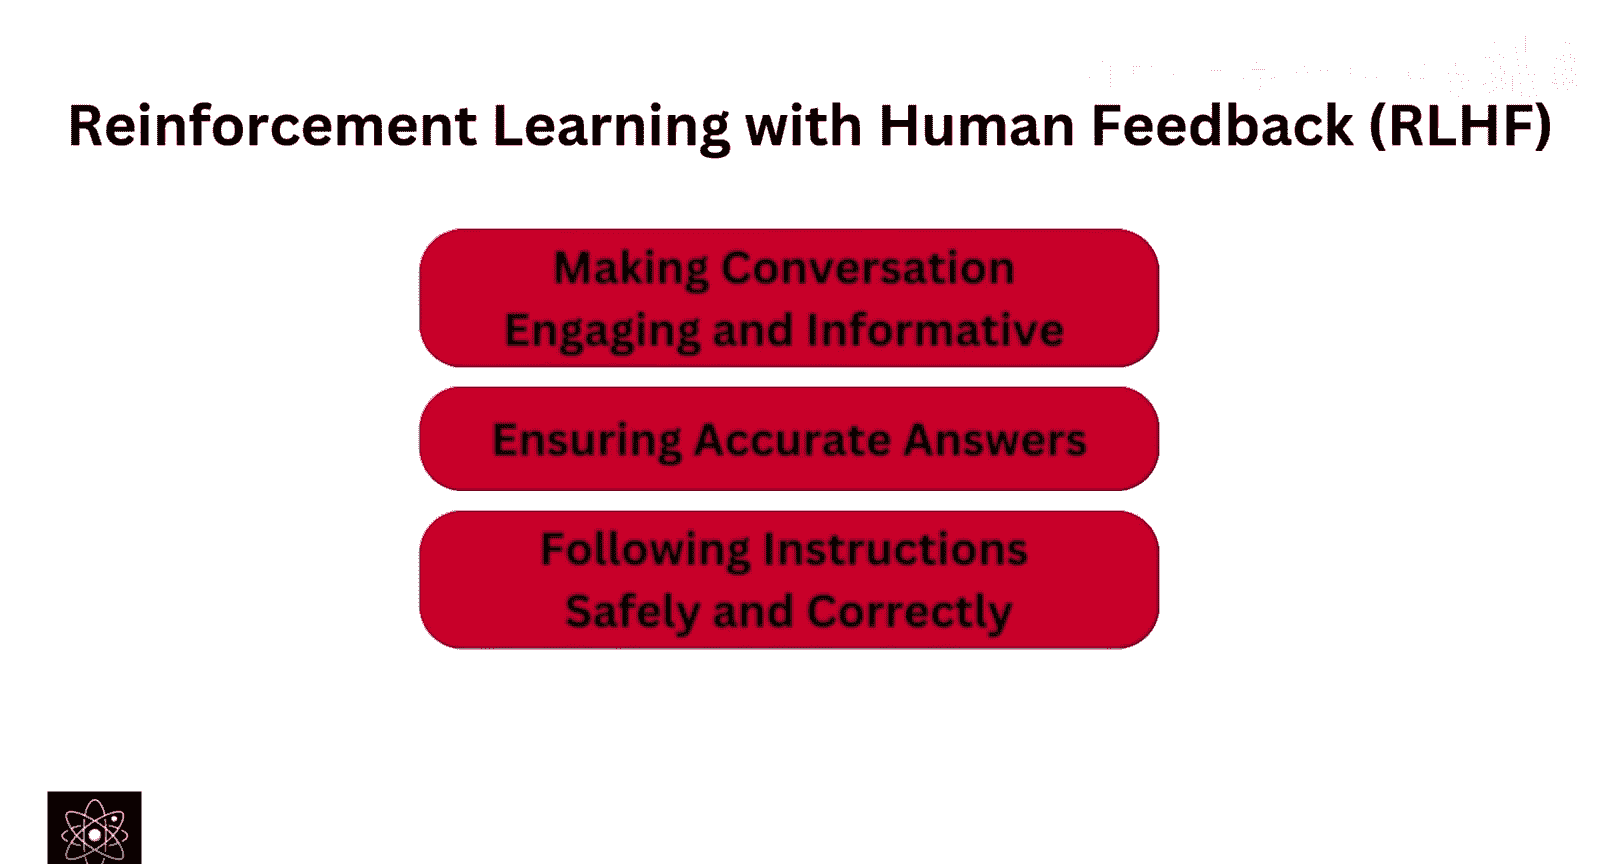 Reinforcement Learning with Human Feedback (RLHF)
Making Conversation
Engaging and Informative
Ensuring Accurate Answers
Following Instructions
Safely and Correctly